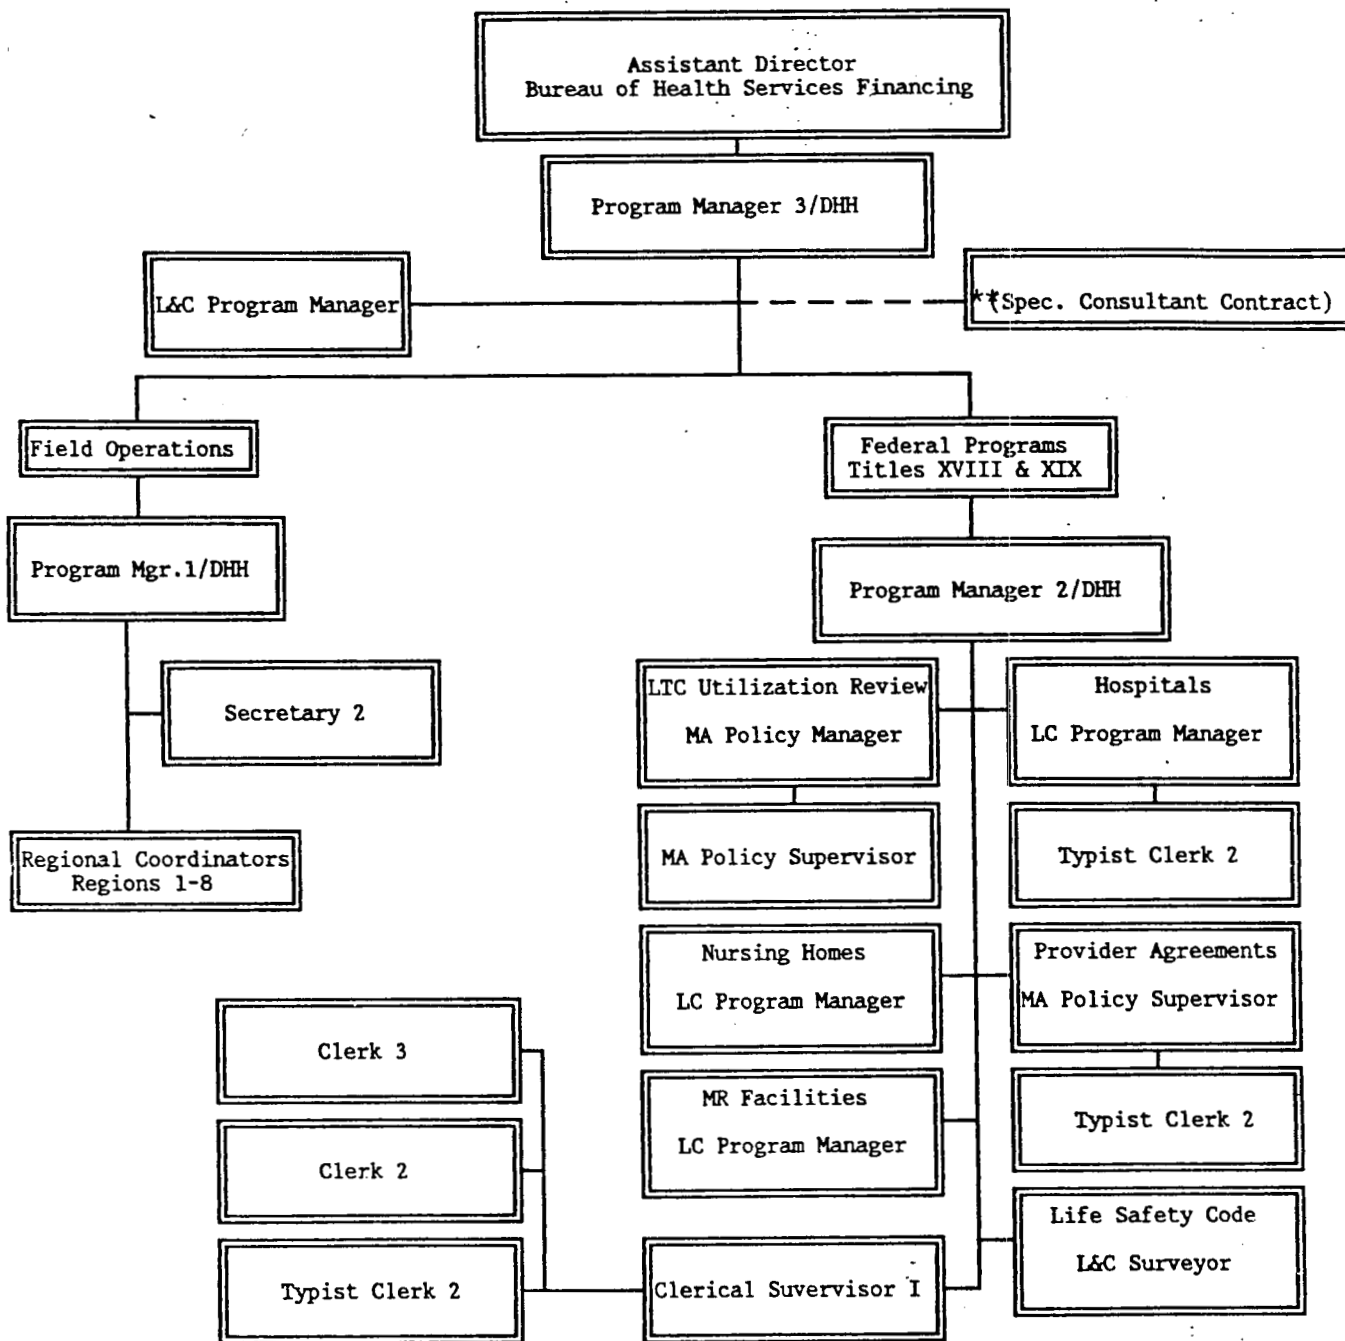 Assistant Director
Bureau of Health Services Financing
Program Manager 3/DHH
L&C Program Manager
**(Spec. Consultant Contract)
Field Operations
Federal Programs
Titles XVIII & XIX
Program Mgr.1/DHH
Program Manager 2/DHH
Secretary 2
LTC Utilization Review
MA Policy Manager
Hospitals
LC Program Manager
Regional Coordinators
Regions 1-8
MA Policy Supervisor
Typist Clerk 2
Nursing Homes
LC Program Manager
Provider Agreements
MA Policy Supervisor
Clerk 3
MR Facilities
LC Program Manager
Typist Clerk 2
Clerk 2
Life Safety Code
L&C Surveyor
Typist Clerk 2
Clerical Suvervisor I